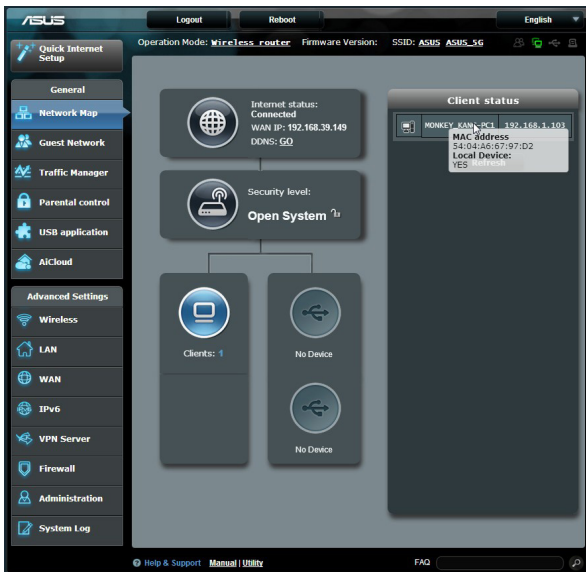 ASUS
Logout
Reboot
English
Quick Internet
Setup
Operation Mode: Wireless router Firmware Version: SSID: ASUS ASUS_5G
General
Network Map
Guest Network
Traffic Manager
Parental control
USB application
AiCloud
Advanced Settings
Wireless
LAN
WAN
IPv6
VPN Server
Firewall
Administration
System Log
Internet status:
Connected
WAN IP: 192.168.39.149
DDNS: GO
Security level:
Open System
Clients: 1
No Device
No Device
Client status
MONKEY_KANG-PC1 192.168.1.103
MAC address
54:04:A6:67:97:D2
Local Device:
YES
Refresh
Help & Support Manual | Utility
FAQ